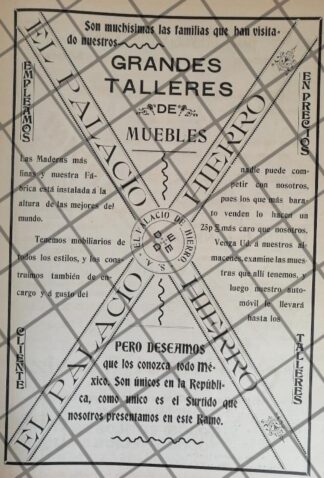 Son muchisimas las familias que han visita-
do nuestros
GRANDES
TALLERES
DE
MUEBLES
EL PALACIO HIERRO
EL PALACIO HIERRO
EMPLEAMOS
Las Maderas más
finas y nuestra Fá-
brica está instalada á la
altura de las mejores del
mundo.
Tenemos mobiliarios de
todos los estilos, y los cons-
truimos también de en-
cargo y á gusto del
CLIENTE
EL PALACIO DE HIERRO, S. A.
DE
DE
EN PRECIOS
nadie puede com-
petir con nosotros,
pues los que más bara-
to venden lo hacen un
25p% más caro que nosotros.
Venga Ud. á nuestros al-
macenes, examine las mues-
tras que allí tenemos, y
luego nuestro auto-
móvil le llevará
hasta los
TALLERES
PERO DESEAMOS
que los conozca todo Mé-
xico. Son únicos en la Repúbli-
ca, como unico es el Surtido que
nosotros presentamos en este Ramo.